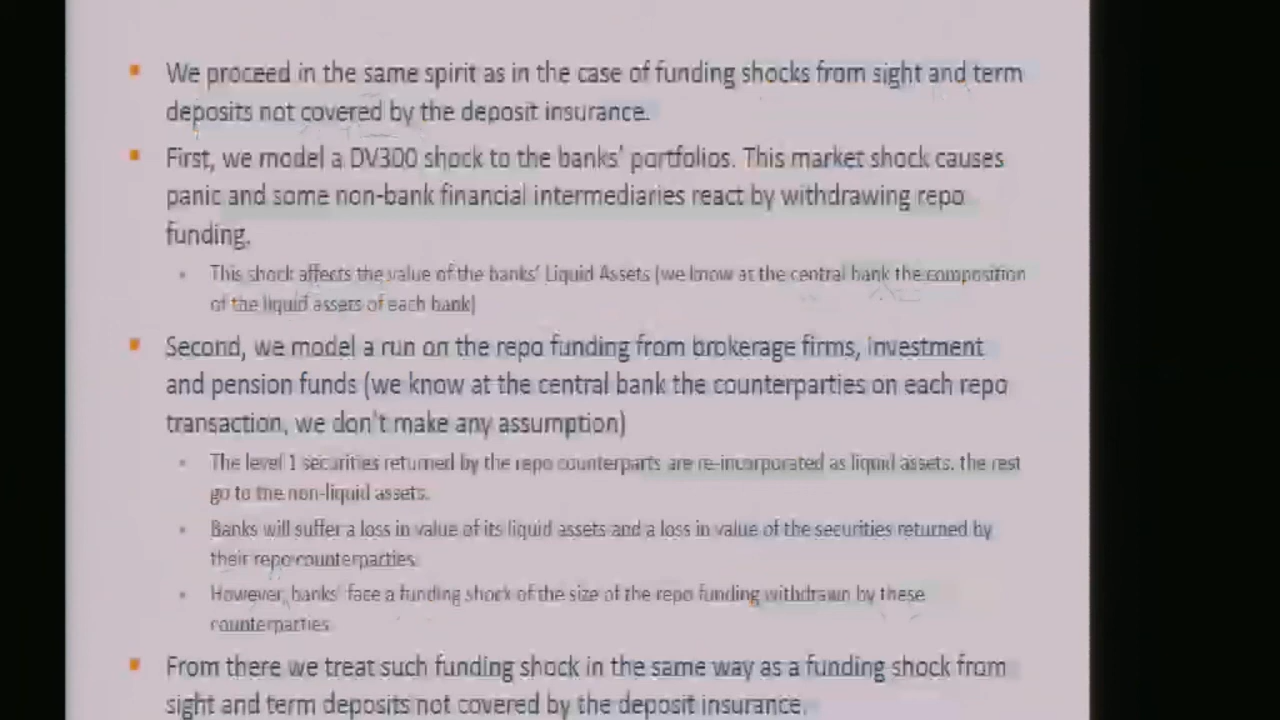 We proceed in the same spirit as in the case of funding shocks from sight and term
deposits not covered by the deposit insurance.
First, we model a DV300 shock to the banks' portfolios. This market shock causes
panic and some non-bank financial intermediaries react by withdrawing repo
funding.
This shock affects the value of the banks' Liquid Assets (we know at the central bank the composition
of the liquid assets of each bank)
Second, we model a run on the repo funding from brokerage firms, investment
and pension funds (we know at the central bank the counterparties on each repo
transaction, we don't make any assumption)
The level 1 securities returned by the repo counterparts are re-incorporated as liquid assets, the rest
go to the non-liquid assets.
Banks will suffer a loss in value of its liquid assets and a loss in value of the securities returned by
their repo counterparties.
However, banks' face a funding shock of the size of the repo funding withdrawn by these
counterparties.
From there we treat such funding shock in the same way as a funding shock from
sight and term deposits not covered by the deposit insurance.